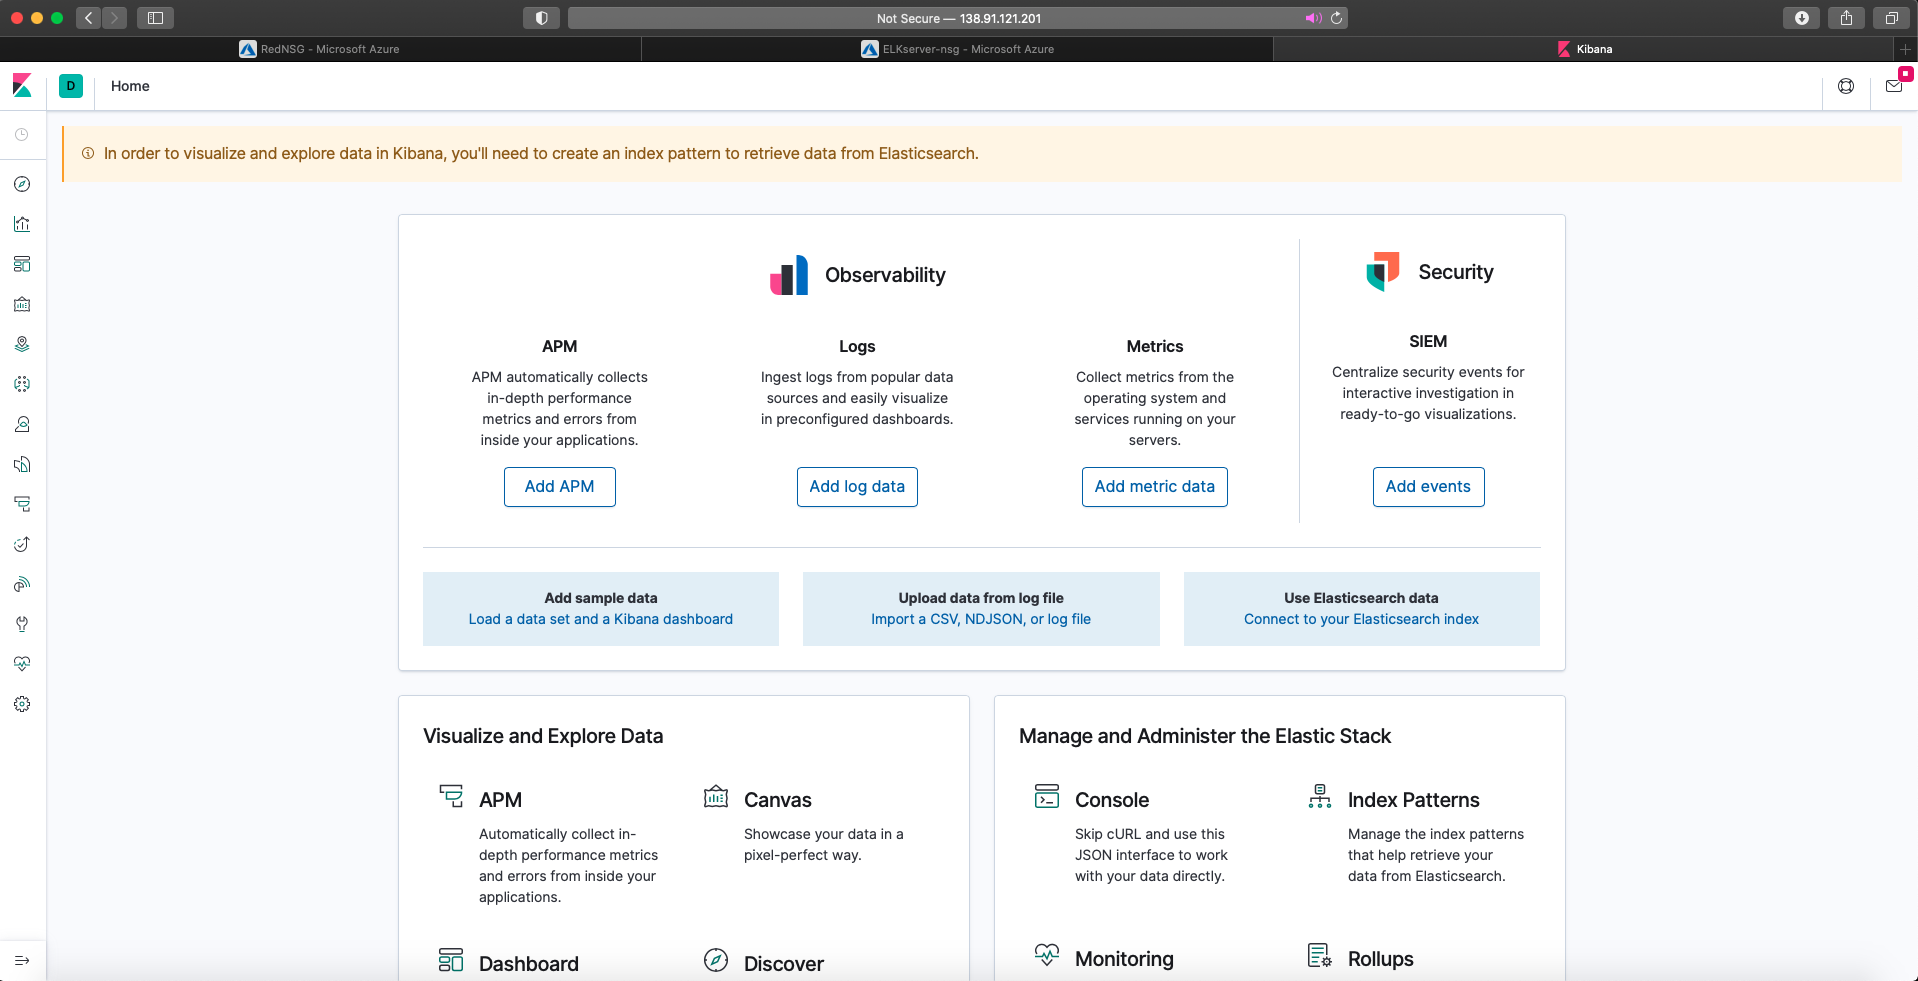 Not Secure — 138.91.121.201
RedNSG - Microsoft Azure
ELKserver-nsg - Microsoft Azure
Kibana
D
Home
In order to visualize and explore data in Kibana, you'll need to create an index pattern to retrieve data from Elasticsearch.
Observability
Security
APM
APM automatically collects
in-depth performance
metrics and errors from
inside your applications.
Add APM
Logs
Ingest logs from popular data
sources and easily visualize
in preconfigured dashboards.
Add log data
Metrics
Collect metrics from the
operating system and
services running on your
servers.
Add metric data
SIEM
Centralize security events for
interactive investigation in
ready-to-go visualizations.
Add events
Add sample data
Load a data set and a Kibana dashboard
Upload data from log file
Import a CSV, NDJSON, or log file
Use Elasticsearch data
Connect to your Elasticsearch index
Visualize and Explore Data
APM
Automatically collect in-
depth performance metrics
and errors from inside your
applications.
Canvas
Showcase your data in a
pixel-perfect way.
Dashboard
Discover
Manage and Administer the Elastic Stack
Console
Skip cURL and use this
JSON interface to work
with your data directly.
Index Patterns
Manage the index patterns
that help retrieve your
data from Elasticsearch.
Monitoring
Rollups